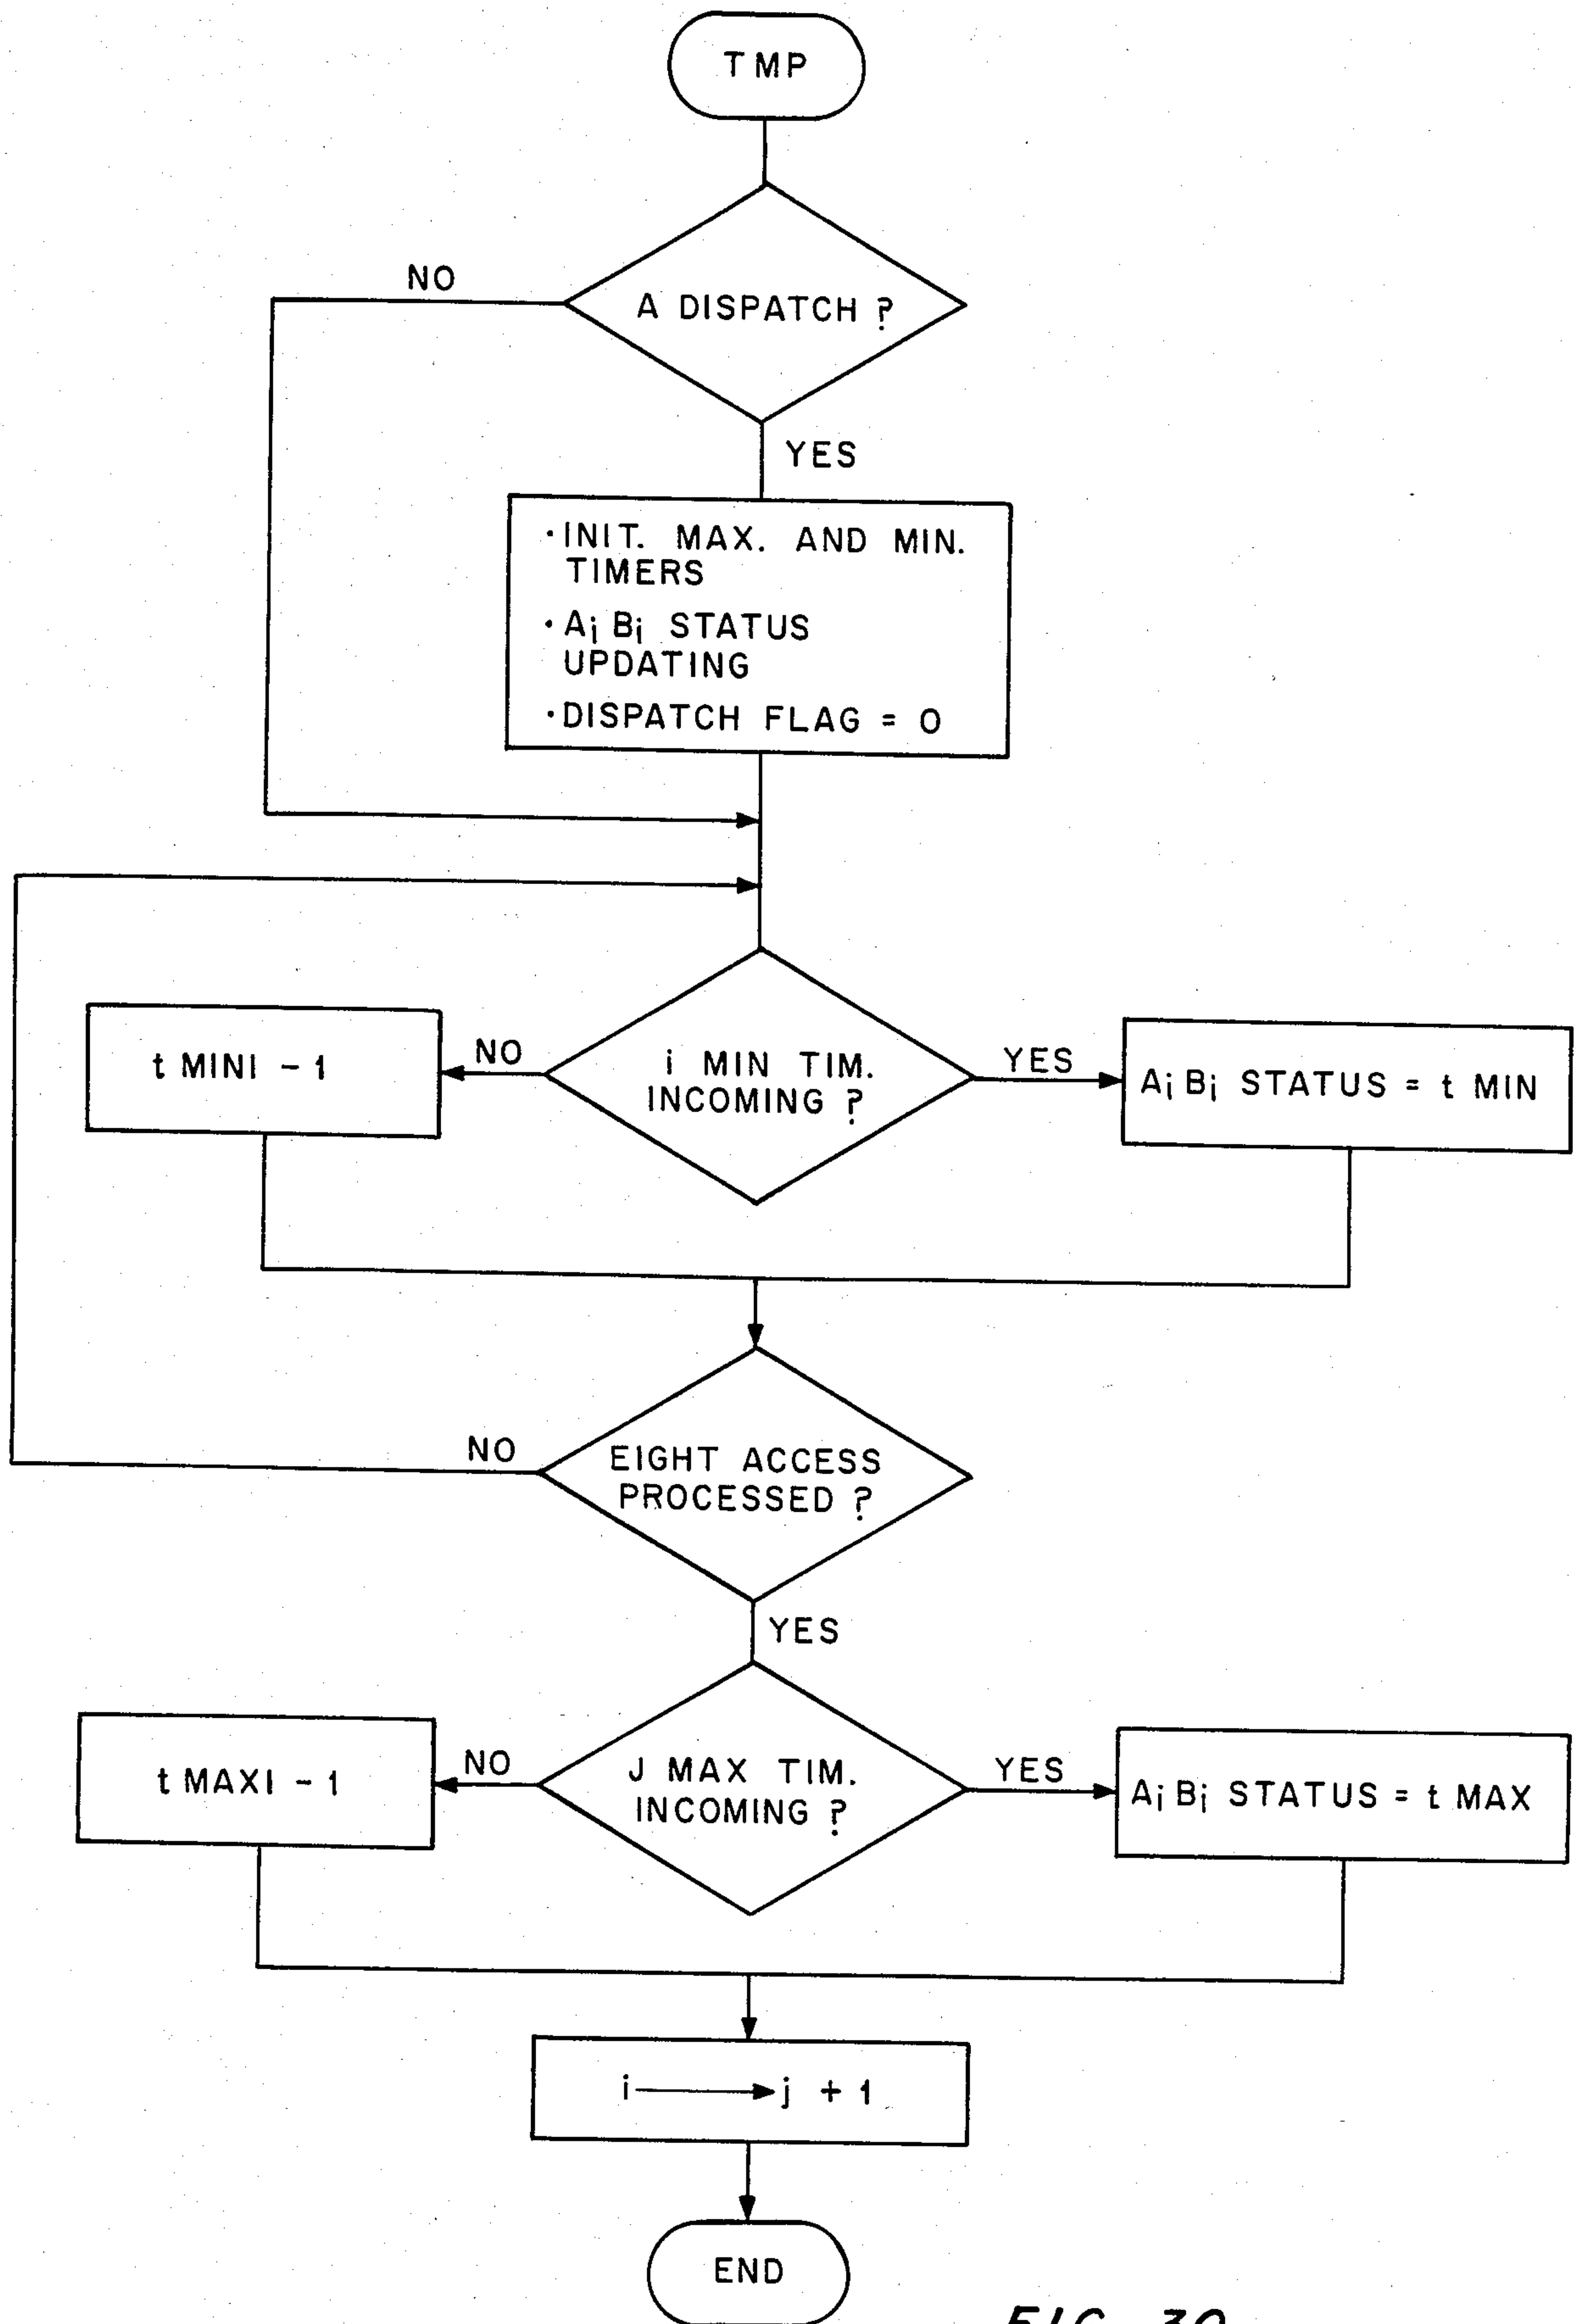 TMP
NO
A DISPATCH ?
YES
·INIT. MAX. AND MIN.
TIMERS
·Ai Bi STATUS
UPDATING
·DISPATCH FLAG = 0
t MINI - 1
NO
i MIN TIM.
INCOMING ?
YES
Ai Bi STATUS = t MIN
NO
EIGHT ACCESS
PROCESSED ?
YES
t MAXI - 1
NO
J MAX TIM.
INCOMING ?
YES
Ai Bi STATUS = t MAX
i → j + 1
END